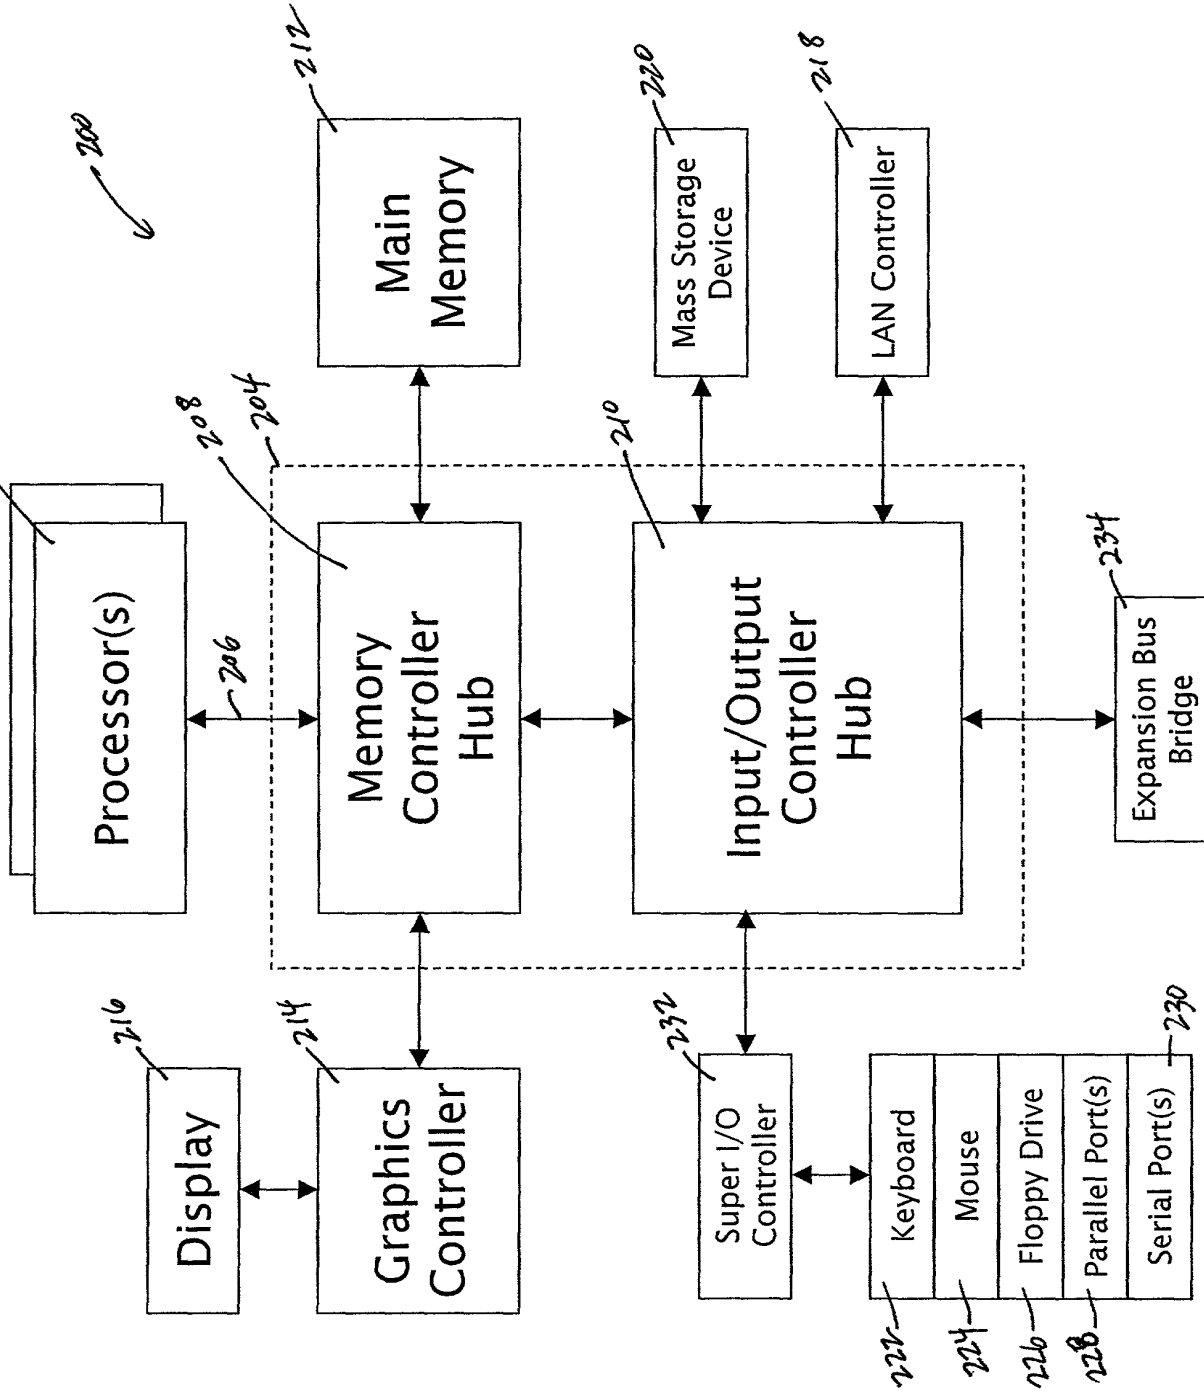 200
Processor(s)
206
208
204
212
Main
Memory
Memory
Controller
Hub
216
Display
214
Graphics
Controller
210
Input/Output
Controller
Hub
220
Mass Storage
Device
218
LAN Controller
232
Super I/O
Controller
222
Keyboard
224
Mouse
226
Floppy Drive
228
Parallel Port(s)
230
Serial Port(s)
234
Expansion Bus
Bridge